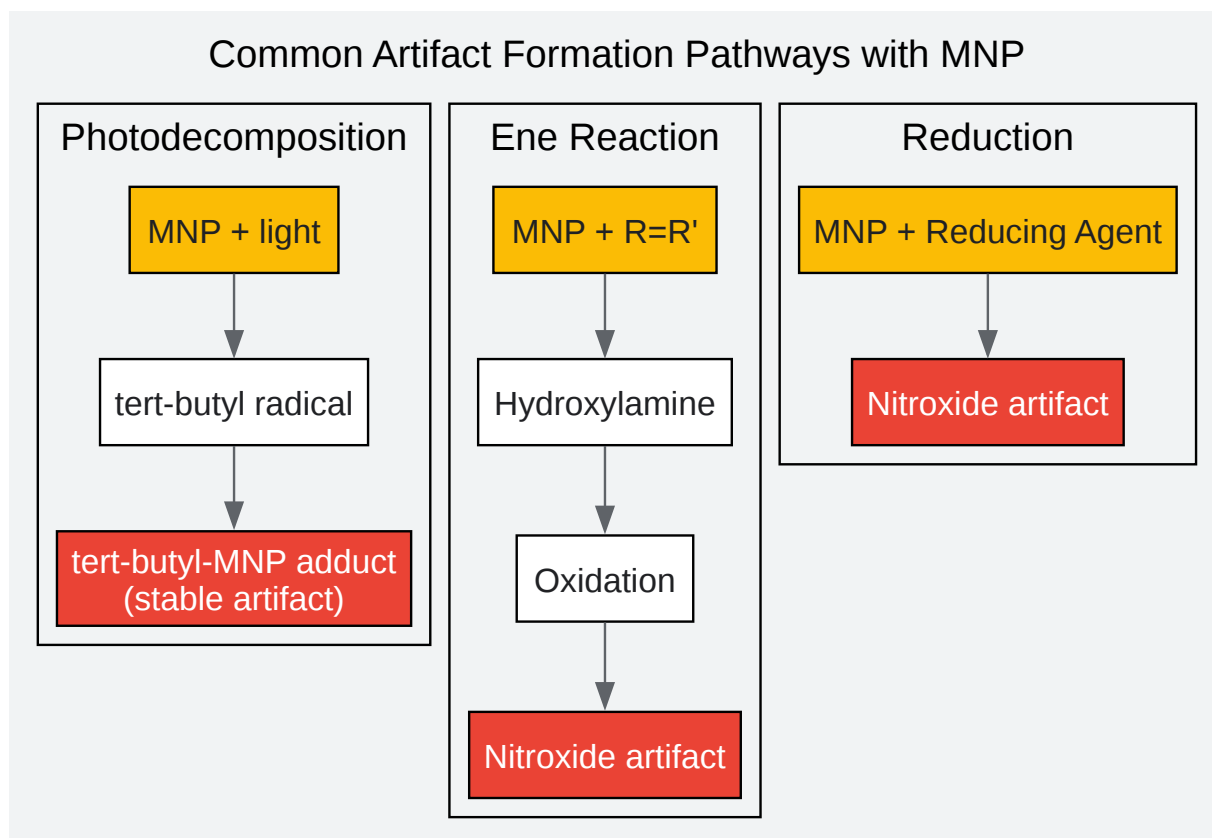 Common Artifact Formation Pathways with MNP
Photodecomposition
MNP + light
tert-butyl radical
tert-butyl-MNP adduct
(stable artifact)
Ene Reaction
MNP + R=R'
Hydroxylamine
Oxidation
Nitroxide artifact
Reduction
MNP + Reducing Agent
Nitroxide artifact